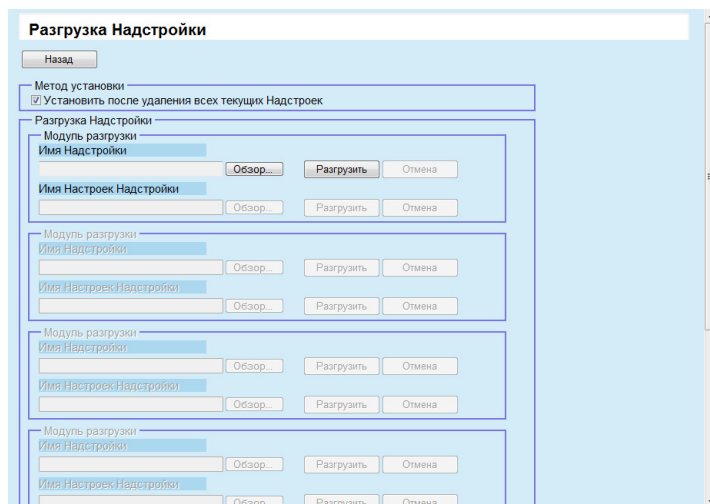 Разгрузка Надстройки
Назад
Метод установки
Установить после удаления всех текущих Надстроек
Разгрузка Надстройки
Модуль разгрузки
Имя Надстройки
Обзор... Разгрузить Отмена
Имя Настроек Надстройки
Обзор... Разгрузить Отмена
Модуль разгрузки
Имя Надстройки
Обзор... Разгрузить Отмена
Имя Настроек Надстройки
Обзор... Разгрузить Отмена
Модуль разгрузки
Имя Надстройки
Обзор... Разгрузить Отмена
Имя Настроек Надстройки
Обзор... Разгрузить Отмена
Модуль разгрузки
Имя Надстройки
Обзор... Разгрузить Отмена
Имя Настроек Надстройки
Обзор... Разгрузить Отмена